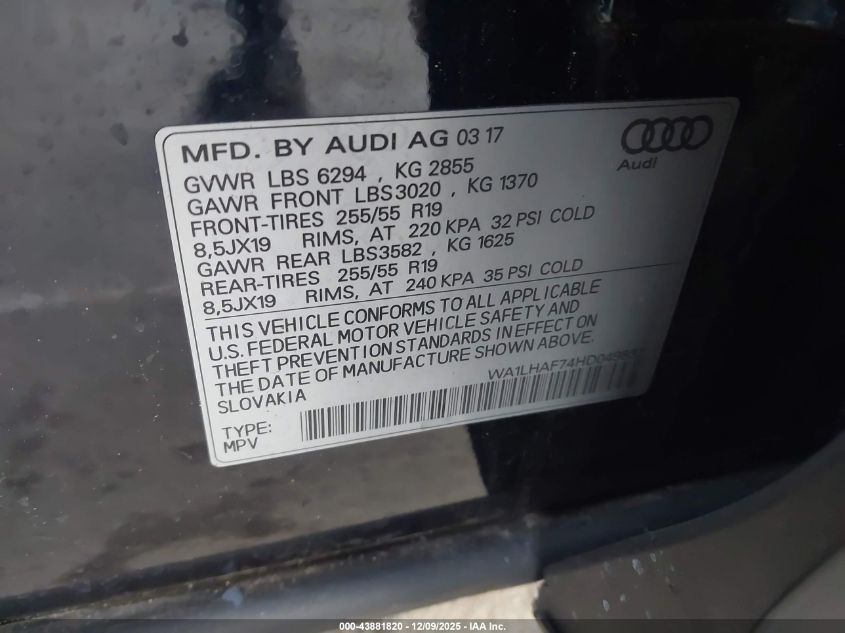 MFD. BY AUDI AG 03 17
Audi
GVWR LBS 6294 , KG 2855
GAWR FRONT LBS3020 , KG 1370
FRONT-TIRES 255/55 R19
8,5JX19 RIMS, AT 220 KPA 32 PSI COLD
GAWR REAR LBS3582 , KG 1625
REAR-TIRES 255/55 R19
8,5JX19 RIMS, AT 240 KPA 35 PSI COLD
THIS VEHICLE CONFORMS TO ALL APPLICABLE
U.S. FEDERAL MOTOR VEHICLE SAFETY AND
THEFT PREVENTION STANDARDS IN EFFECT ON
THE DATE OF MANUFACTURE SHOWN ABOVE.
SLOVAKIA
TYPE:
MPV
000-43881820 | 12/09/2025 | IAA Inc.